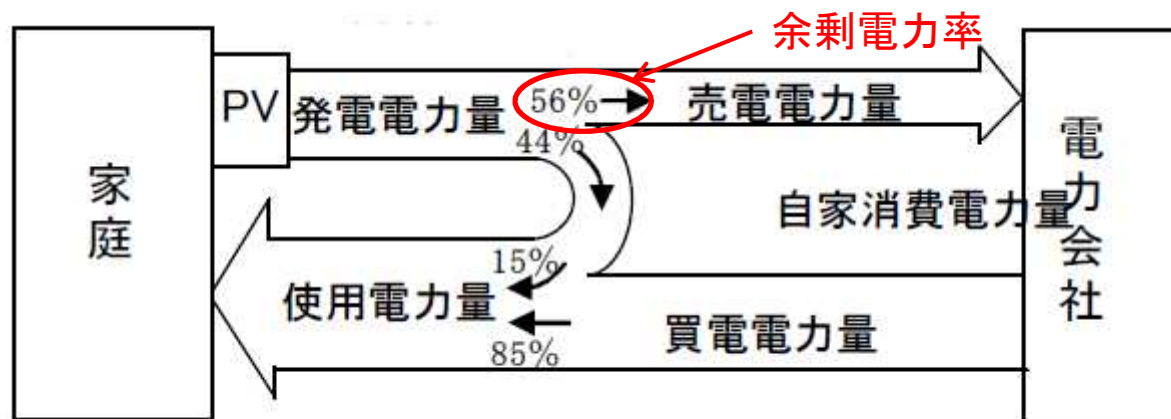 余剰電力率
PV
発電電力量
56%
売電電力量
44%
家庭
自家消費電力量
電力会社
15%
使用電力量
買電電力量
85%